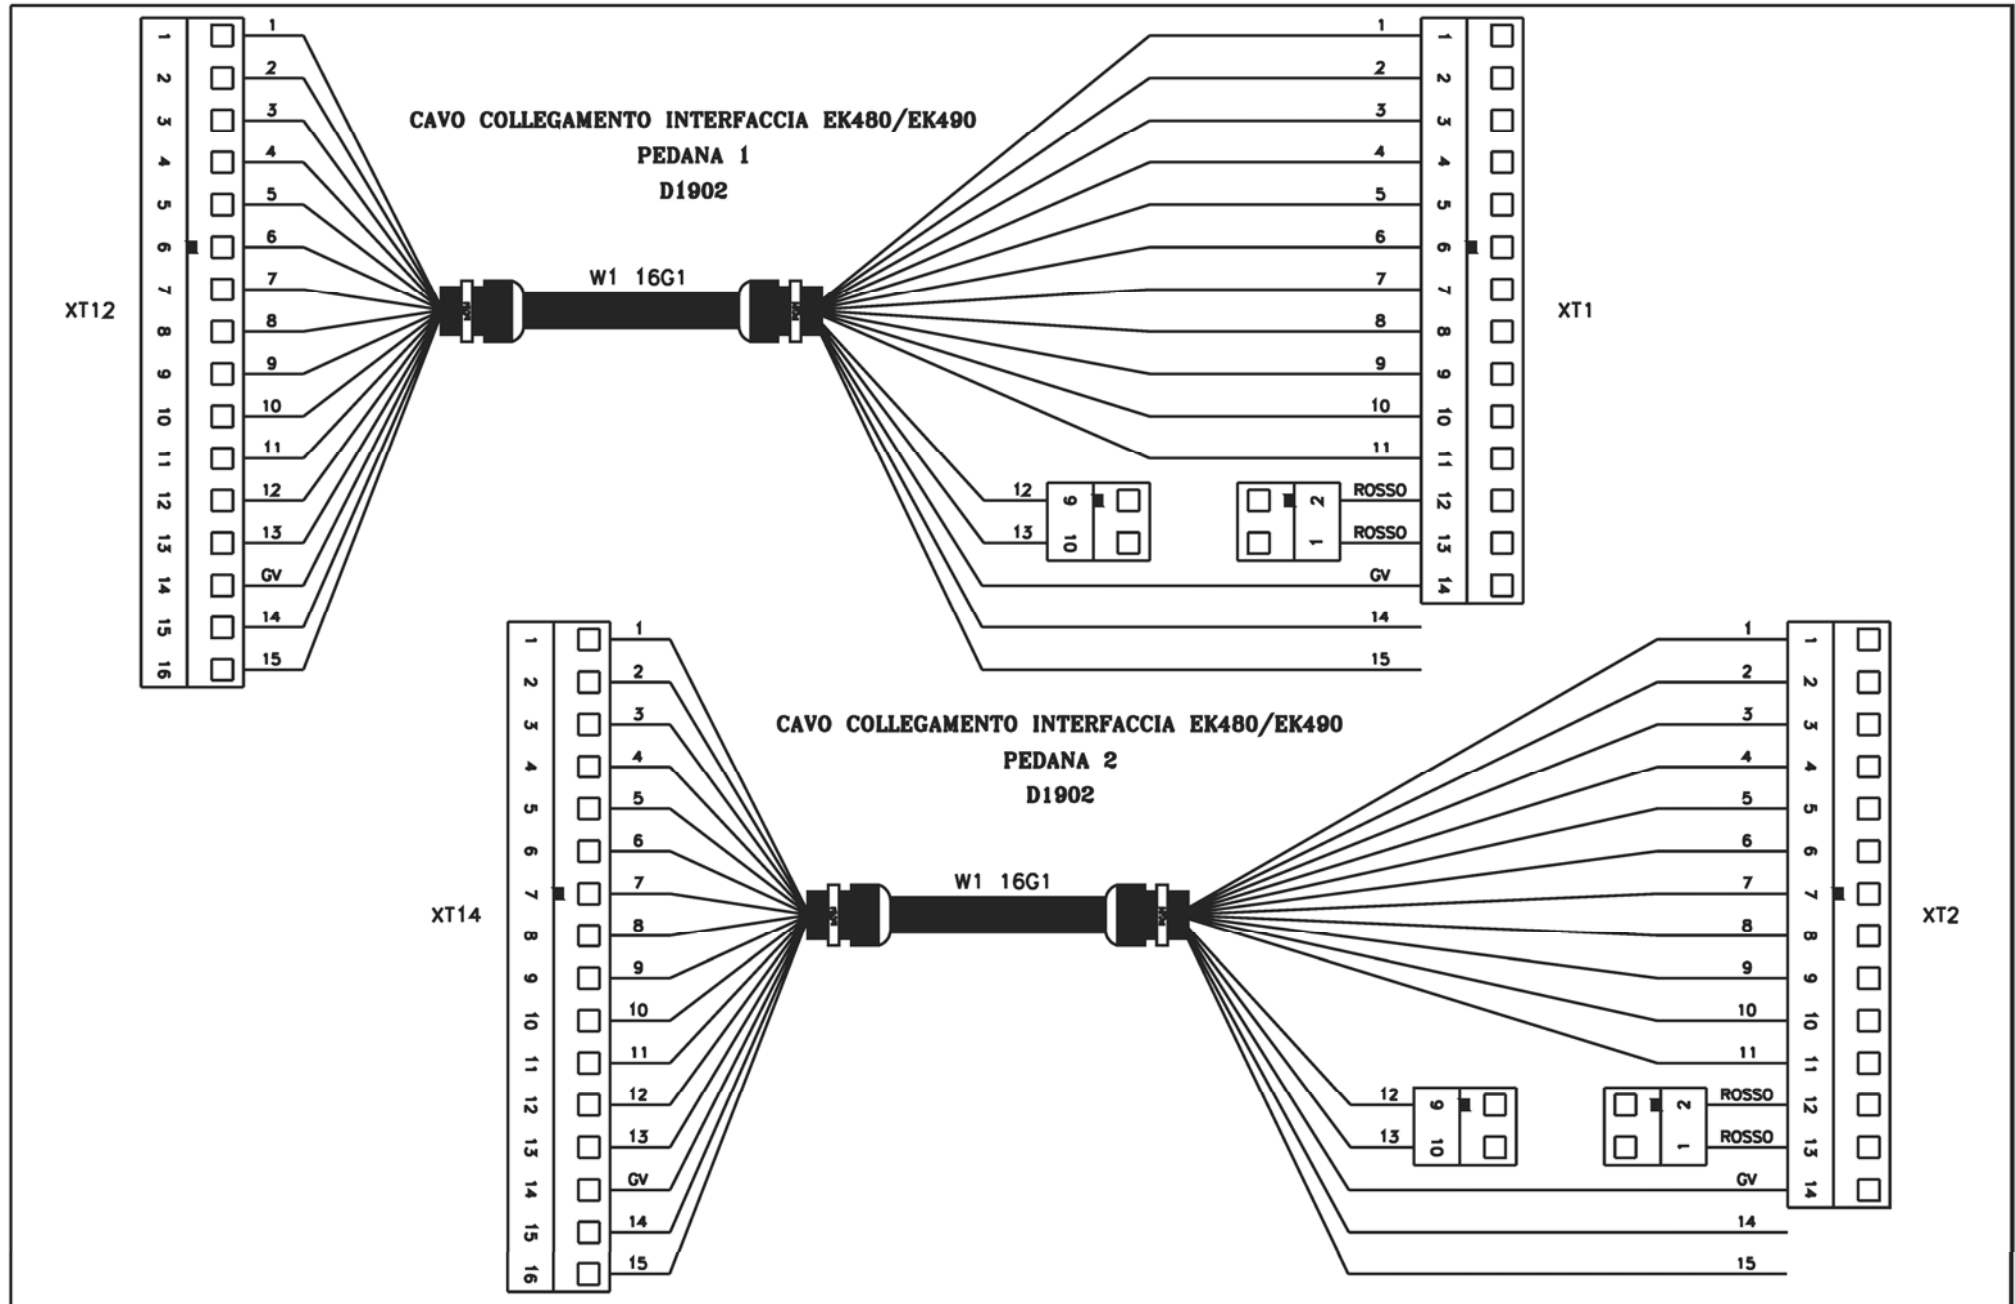 1 1 1 1
2 2 2 2
3 3 3 3
CAVO COLLEGAMENTO INTERFACCIA EK480/EK490
PEDANA 1
D1902
4 4 4 4
5 5 5 5
6 6 6 6
W1 16G1
7 7 7 7
XT12
XT1
8 8 8 8
9 9 9 9
10 10 10 10
11 11 11 11
12 12 12 6 2 ROSSO 12
13 13 13 01 1 ROSSO 13
14 GV GV 14
15 14 14
16 15 15
1 1 1 1
2 2 2 2
3 3 3 3
CAVO COLLEGAMENTO INTERFACCIA EK480/EK490
PEDANA 2
D1902
4 4 4 4
5 5 5 5
6 6 6 6
W1 16G1
7 7 7 7
XT14
XT2
8 8 8 8
9 9 9 9
10 10 10 10
11 11 11 11
12 12 12 6 2 ROSSO 12
13 13 13 01 1 ROSSO 13
14 GV GV 14
15 14 14
16 15 15